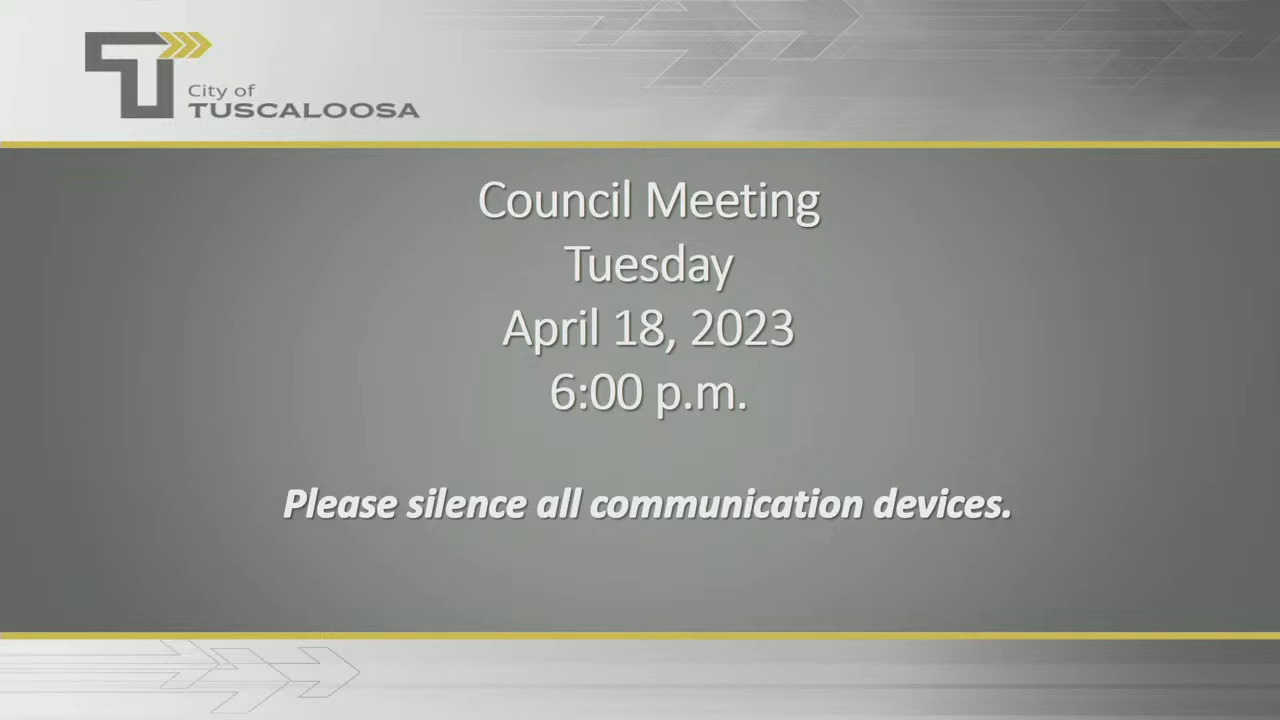 City of
TUSCALOOSA
Council Meeting
Tuesday
April 18, 2023
6:00 p.m.
Please silence all communication devices.